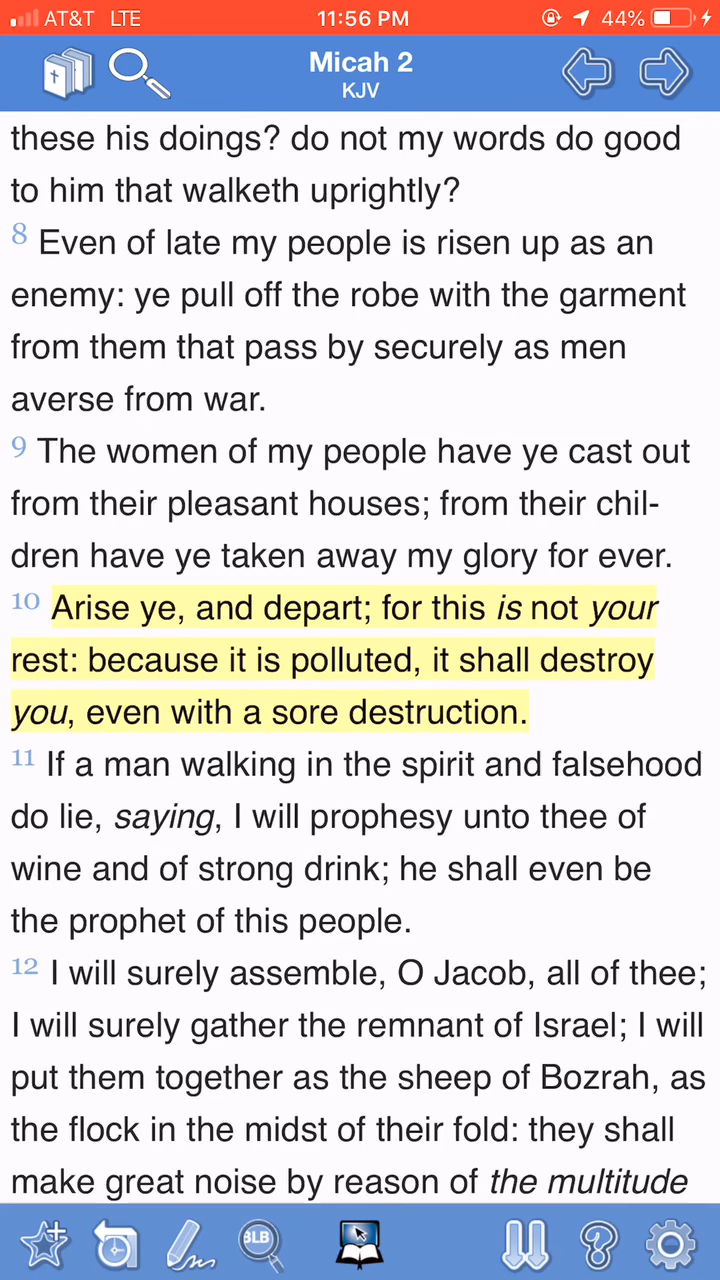 AT&T LTE 11:56 PM 44%
Micah 2
KJV
these his doings? do not my words do good
to him that walketh uprightly?
8 Even of late my people is risen up as an
enemy: ye pull off the robe with the garment
from them that pass by securely as men
averse from war.
9 The women of my people have ye cast out
from their pleasant houses; from their chil-
dren have ye taken away my glory for ever.
10 Arise ye, and depart; for this is not your
rest: because it is polluted, it shall destroy
you, even with a sore destruction.
11 If a man walking in the spirit and falsehood
do lie, saying, I will prophesy unto thee of
wine and of strong drink; he shall even be
the prophet of this people.
12 I will surely assemble, O Jacob, all of thee;
I will surely gather the remnant of Israel; I will
put them together as the sheep of Bozrah, as
the flock in the midst of their fold: they shall
make great noise by reason of the multitude
BLB